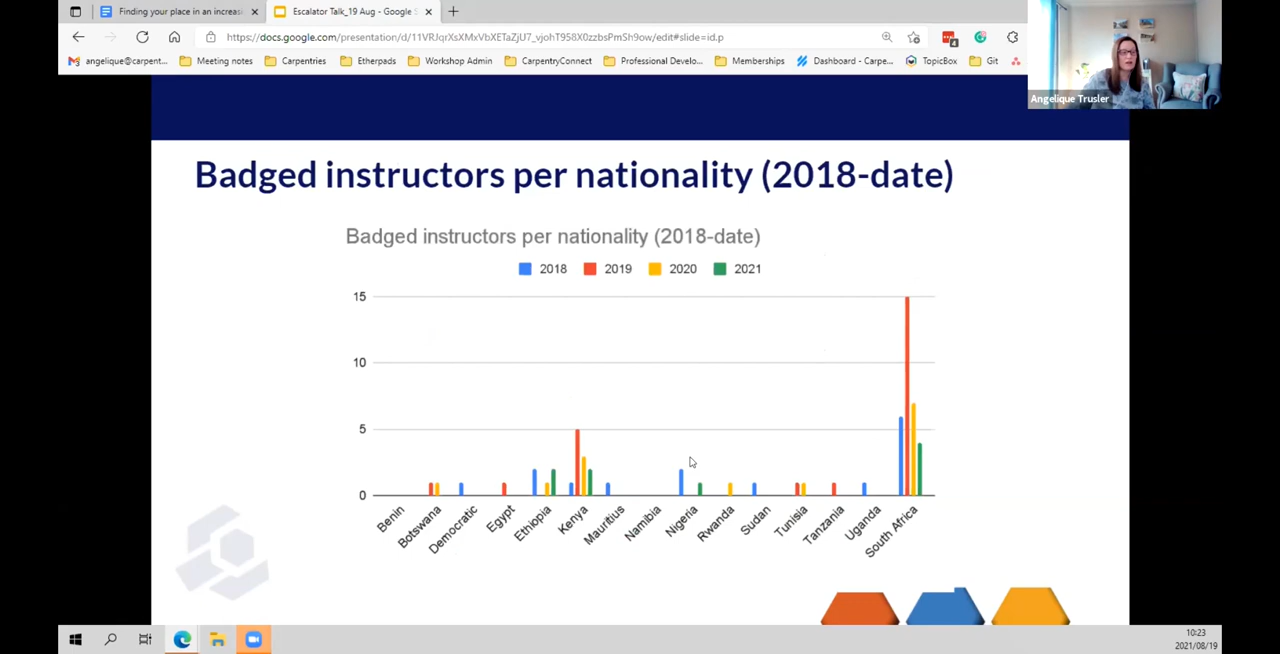 Finding your place in an increasi
Escalator Talk_19 Aug - Google S
https://docs.google.com/presentation/d/11VRJqrXsXMxVbXETaZjU7_vjohT958X0zzbsPmSh9ow/edit#slide=id.p
4
angelique@carpent...
Meeting notes
Carpentries
Etherpads
Workshop Admin
CarpentryConnect
Professional Develo...
Memberships
Dashboard - Carpe...
TopicBox
Git
Angelique Trusler
Badged instructors per nationality (2018-date)
Badged instructors per nationality (2018-date)
2018 2019 2020 2021
15
10
5
0
Benin
Botswana
Democratic
Egypt
Ethiopia
Kenya
Mauritius
Namibia
Nigeria
Rwanda
Sudan
Tunisia
Tanzania
Uganda
South Africa
10:23
2021/08/19